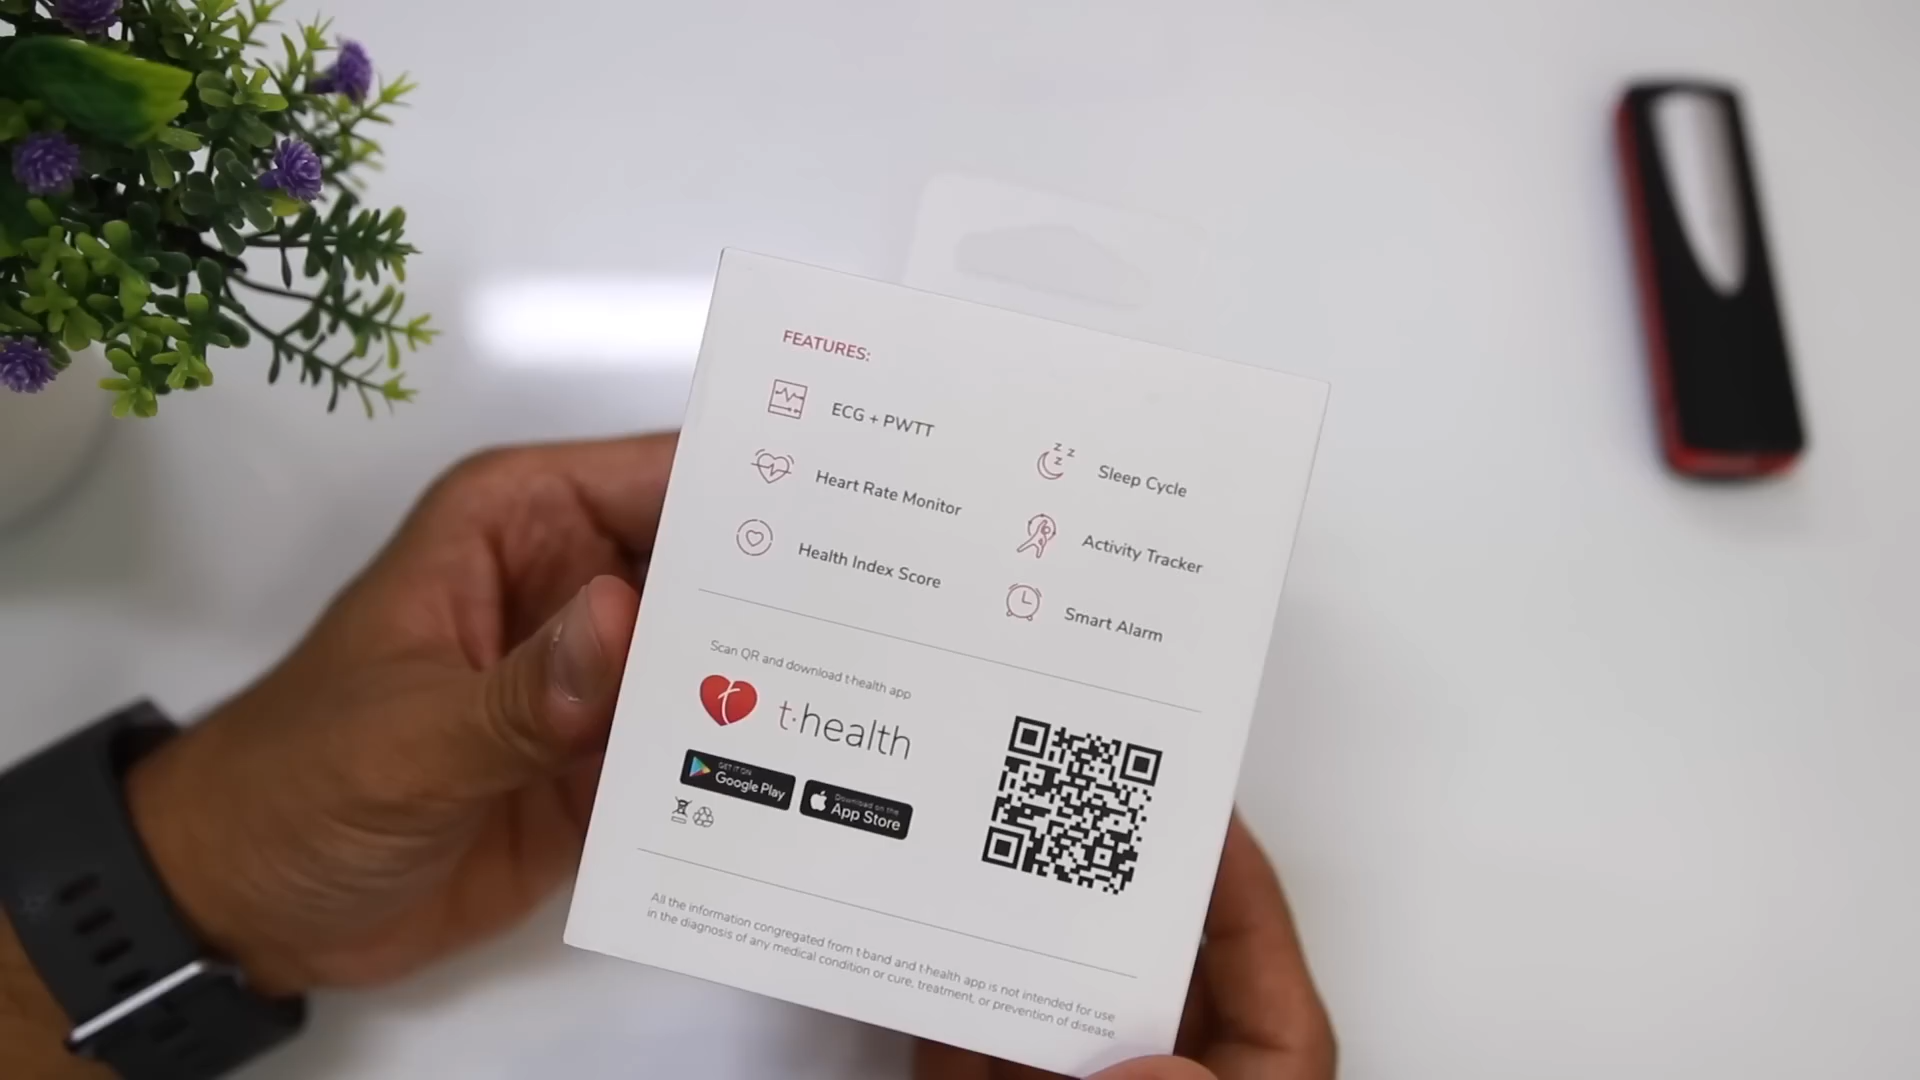 FEATURES:
ECG + PWTT
Heart Rate Monitor
Health Index Score
z z z
Sleep Cycle
Activity Tracker
Smart Alarm
Scan QR and download t·health app
t
t·health
GET IT ON
Google Play
Download on the
App Store
All the information congregated from t·band and t·health app is not intended for use
in the diagnosis of any medical condition or cure, treatment, or prevention of disease.